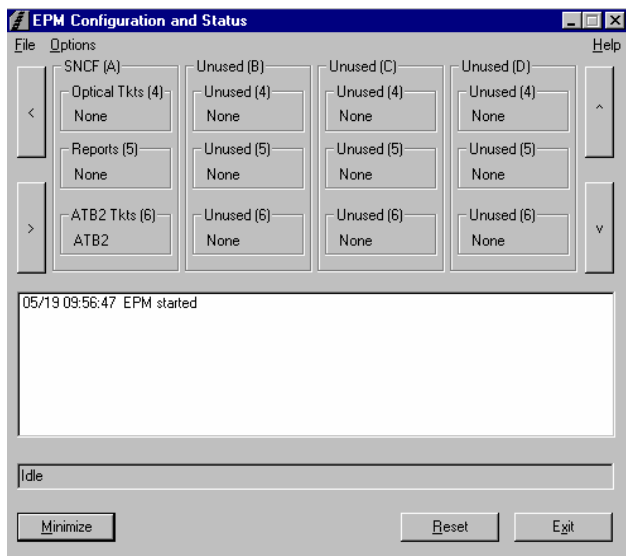 EPM Configuration and Status
File Options Help
SNCF (A) Unused (B) Unused (C) Unused (D)
Optical Tkts (4) Unused (4) Unused (4) Unused (4)
< None None None None ^
Reports (5) Unused (5) Unused (5) Unused (5)
None None None None
ATB2 Tkts (6) Unused (6) Unused (6) Unused (6)
> ATB2 None None None v
05/19 09:56:47 EPM started
Idle
Minimize Reset Exit